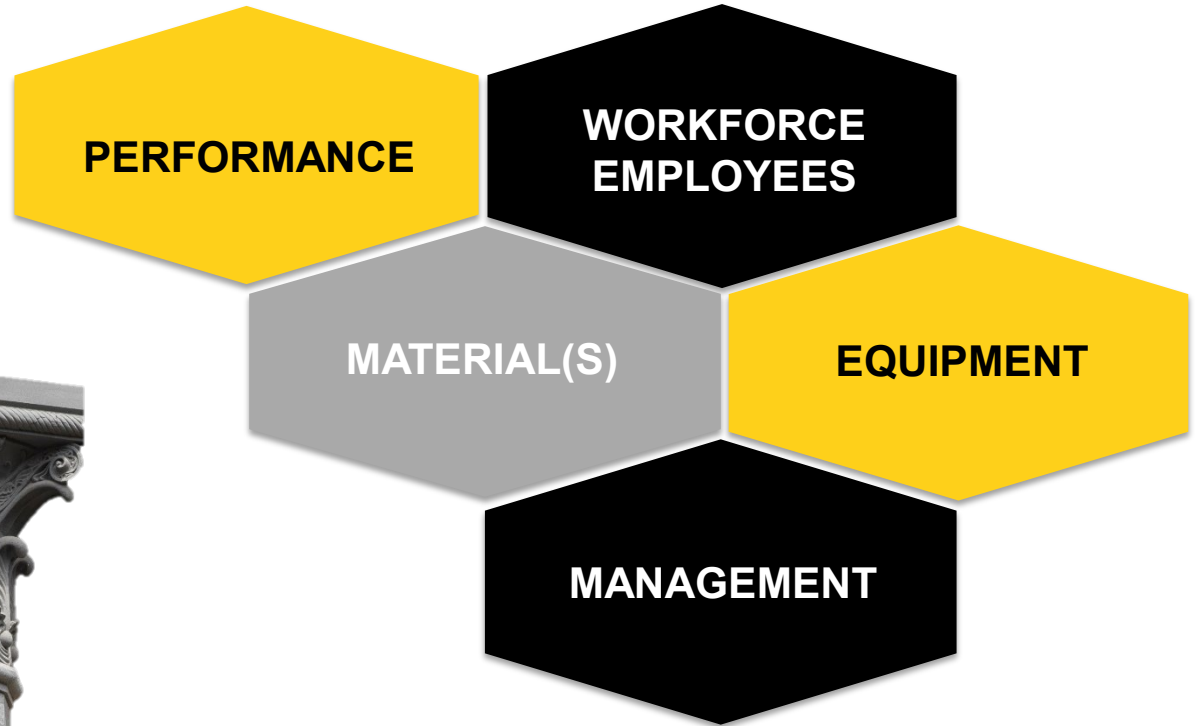 PERFORMANCE
WORKFORCE
EMPLOYEES
MATERIAL(S)
EQUIPMENT
MANAGEMENT